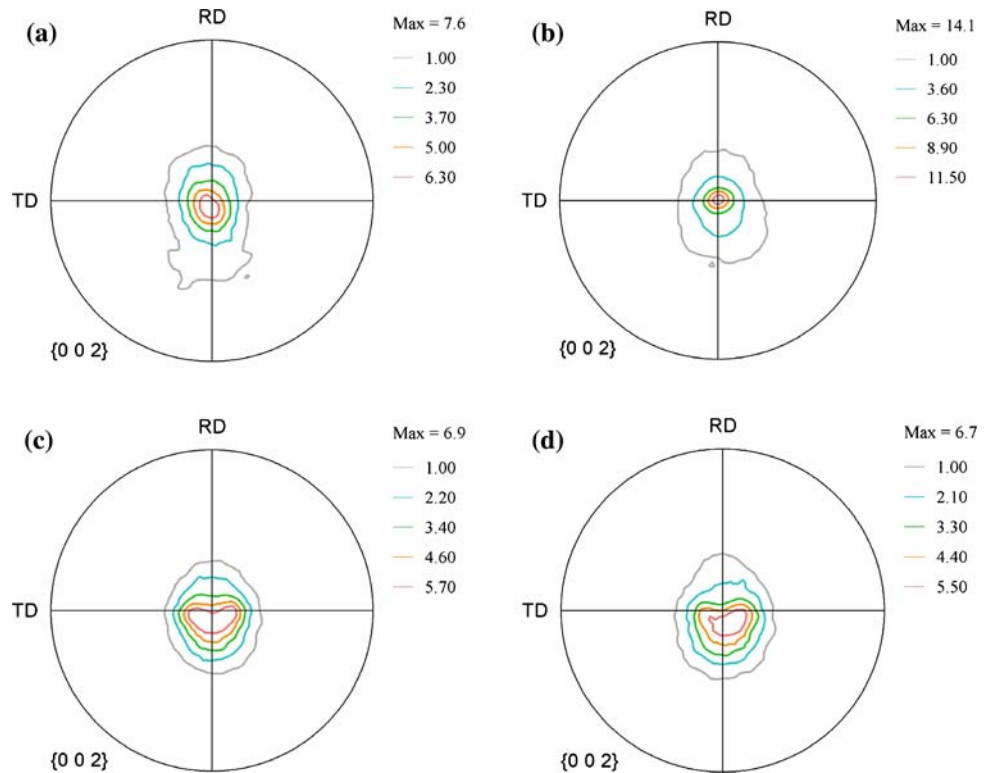 (a)
RD
Max = 7.6
1.00
2.30
3.70
5.00
6.30
TD
{0 0 2}
(b)
RD
Max = 14.1
1.00
3.60
6.30
8.90
11.50
TD
{0 0 2}
(c)
RD
Max = 6.9
1.00
2.20
3.40
4.60
5.70
TD
{0 0 2}
(d)
RD
Max = 6.7
1.00
2.10
3.30
4.40
5.50
TD
{0 0 2}